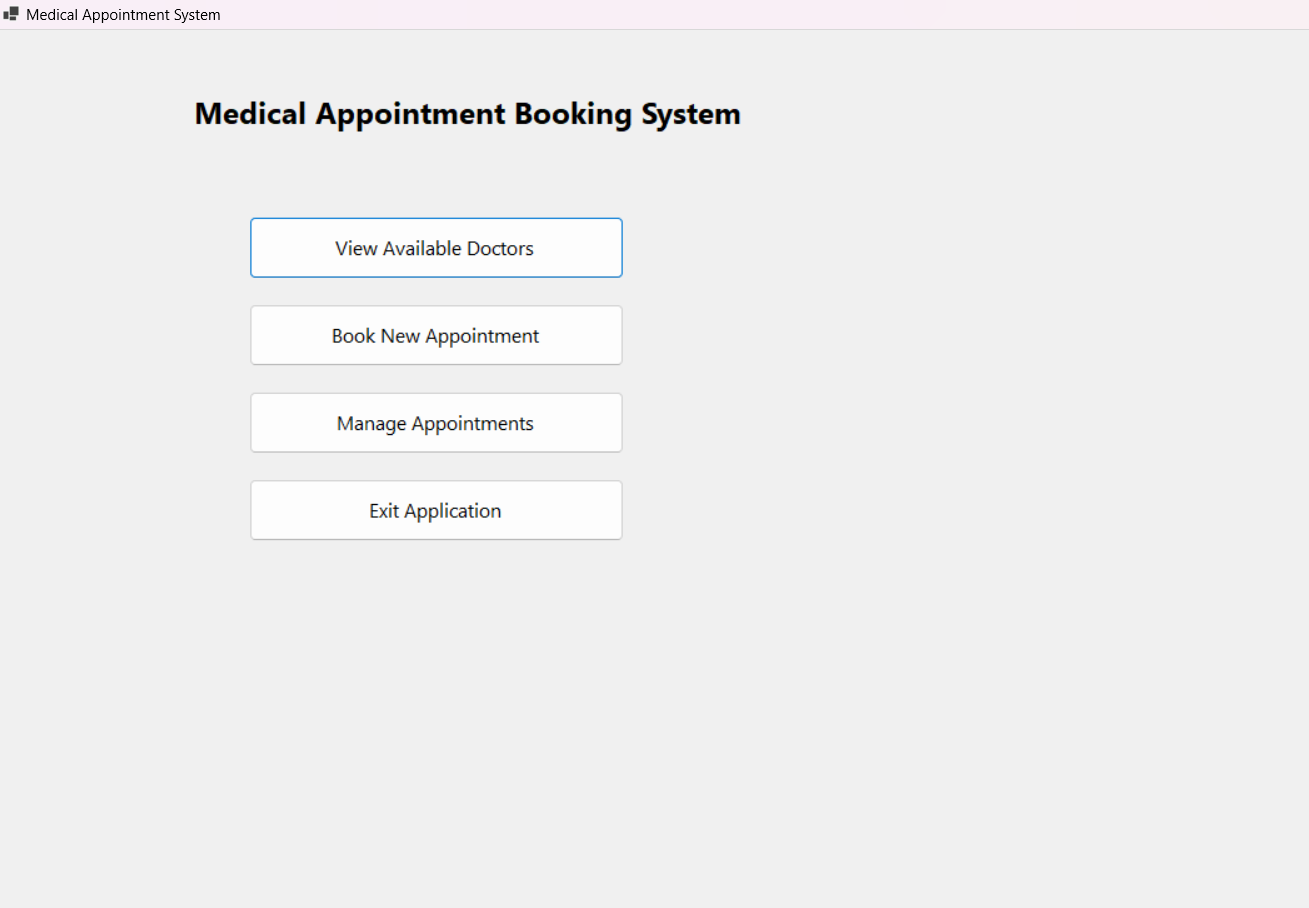 Medical Appointment System
Medical Appointment Booking System
View Available Doctors
Book New Appointment
Manage Appointments
Exit Application